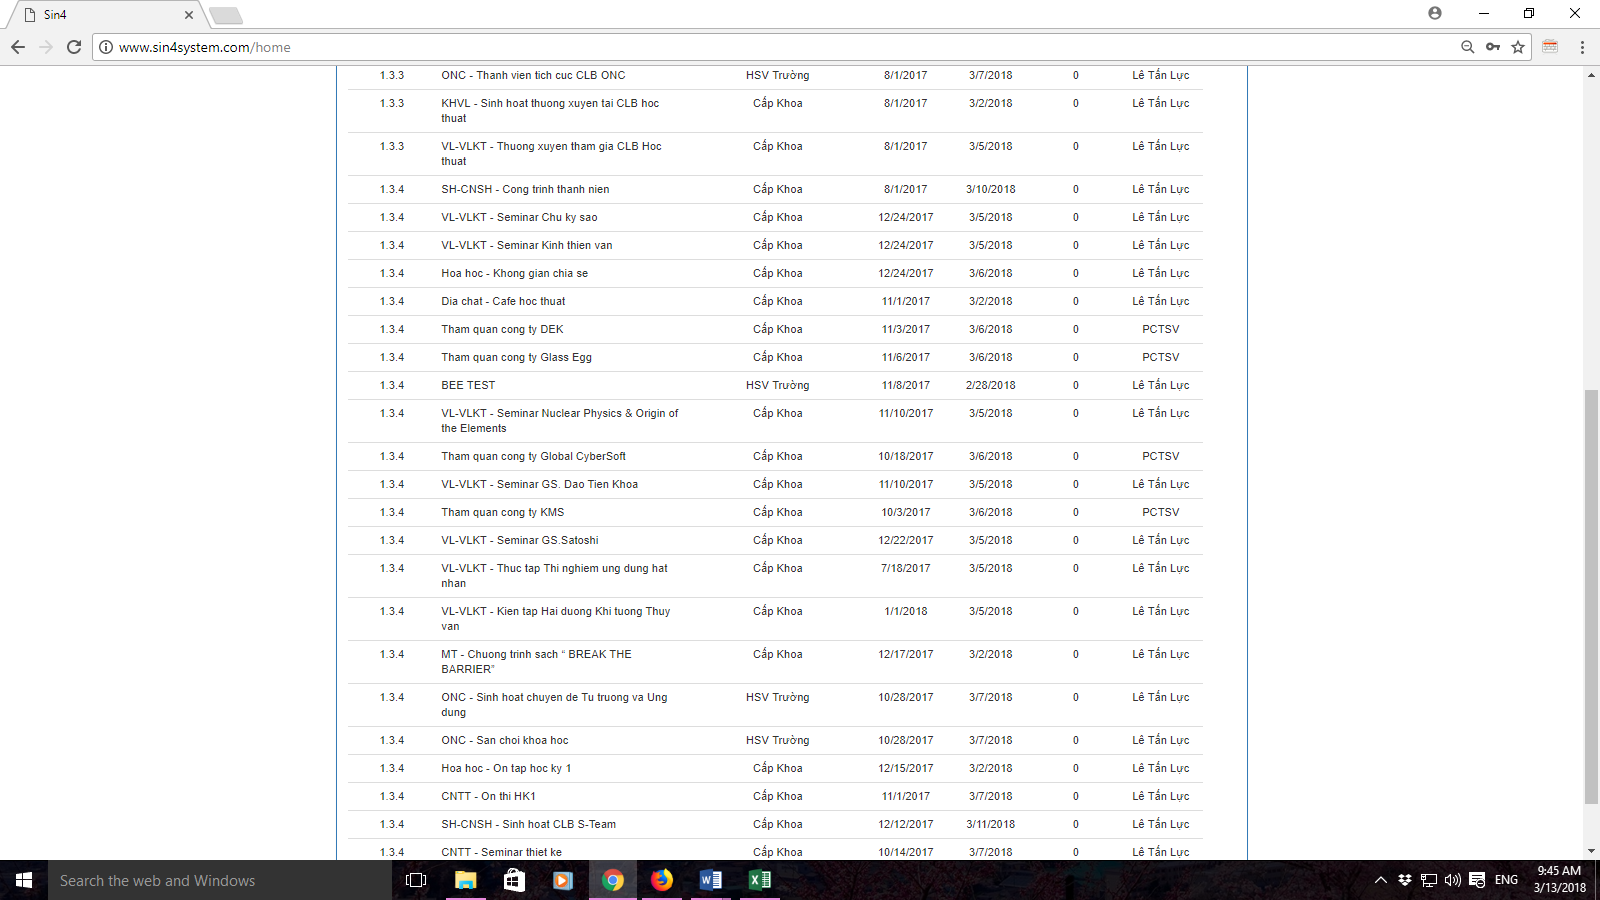 Sin4
www.sin4system.com/home
1.3.3 ONC - Thanh vien tich cuc CLB ONC HSV Trường 8/1/2017 3/7/2018 0 Lê Tấn Lực
1.3.3 KHVL - Sinh hoat thuong xuyen tai CLB hoc Cấp Khoa 8/1/2017 3/2/2018 0 Lê Tấn Lực
thuat
1.3.3 VL-VLKT - Thuong xuyen tham gia CLB Hoc Cấp Khoa 8/1/2017 3/5/2018 0 Lê Tấn Lực
thuat
1.3.4 SH-CNSH - Cong trinh thanh nien Cấp Khoa 8/1/2017 3/10/2018 0 Lê Tấn Lực
1.3.4 VL-VLKT - Seminar Chu ky sao Cấp Khoa 12/24/2017 3/5/2018 0 Lê Tấn Lực
1.3.4 VL-VLKT - Seminar Kinh thien van Cấp Khoa 12/24/2017 3/5/2018 0 Lê Tấn Lực
1.3.4 Hoa hoc - Khong gian chia se Cấp Khoa 12/24/2017 3/6/2018 0 Lê Tấn Lực
1.3.4 Dia chat - Cafe hoc thuat Cấp Khoa 11/1/2017 3/2/2018 0 Lê Tấn Lực
1.3.4 Tham quan cong ty DEK Cấp Khoa 11/3/2017 3/6/2018 0 PCTSV
1.3.4 Tham quan cong ty Glass Egg Cấp Khoa 11/6/2017 3/6/2018 0 PCTSV
1.3.4 BEE TEST HSV Trường 11/8/2017 2/28/2018 0 Lê Tấn Lực
1.3.4 VL-VLKT - Seminar Nuclear Physics & Origin of Cấp Khoa 11/10/2017 3/5/2018 0 Lê Tấn Lực
the Elements
1.3.4 Tham quan cong ty Global CyberSoft Cấp Khoa 10/18/2017 3/6/2018 0 PCTSV
1.3.4 VL-VLKT - Seminar GS. Dao Tien Khoa Cấp Khoa 11/10/2017 3/5/2018 0 Lê Tấn Lực
1.3.4 Tham quan cong ty KMS Cấp Khoa 10/3/2017 3/6/2018 0 PCTSV
1.3.4 VL-VLKT - Seminar GS.Satoshi Cấp Khoa 12/22/2017 3/5/2018 0 Lê Tấn Lực
1.3.4 VL-VLKT - Thuc tap Thi nghiem ung dung hat Cấp Khoa 7/18/2017 3/5/2018 0 Lê Tấn Lực
nhan
1.3.4 VL-VLKT - Kien tap Hai duong Khi tuong Thuy Cấp Khoa 1/1/2018 3/5/2018 0 Lê Tấn Lực
van
1.3.4 MT - Chuong trinh sach “ BREAK THE Cấp Khoa 12/17/2017 3/2/2018 0 Lê Tấn Lực
BARRIER”
1.3.4 ONC - Sinh hoat chuyen de Tu truong va Ung HSV Trường 10/28/2017 3/7/2018 0 Lê Tấn Lực
dung
1.3.4 ONC - San choi khoa hoc HSV Trường 10/28/2017 3/7/2018 0 Lê Tấn Lực
1.3.4 Hoa hoc - On tap hoc ky 1 Cấp Khoa 12/15/2017 3/2/2018 0 Lê Tấn Lực
1.3.4 CNTT - On thi HK1 Cấp Khoa 11/1/2017 3/7/2018 0 Lê Tấn Lực
1.3.4 SH-CNSH - Sinh hoat CLB S-Team Cấp Khoa 12/12/2017 3/11/2018 0 Lê Tấn Lực
1.3.4 CNTT - Seminar thiet ke Cấp Khoa 10/14/2017 3/7/2018 0 Lê Tấn Lực
Search the web and Windows
ENG
9:45 AM
3/13/2018